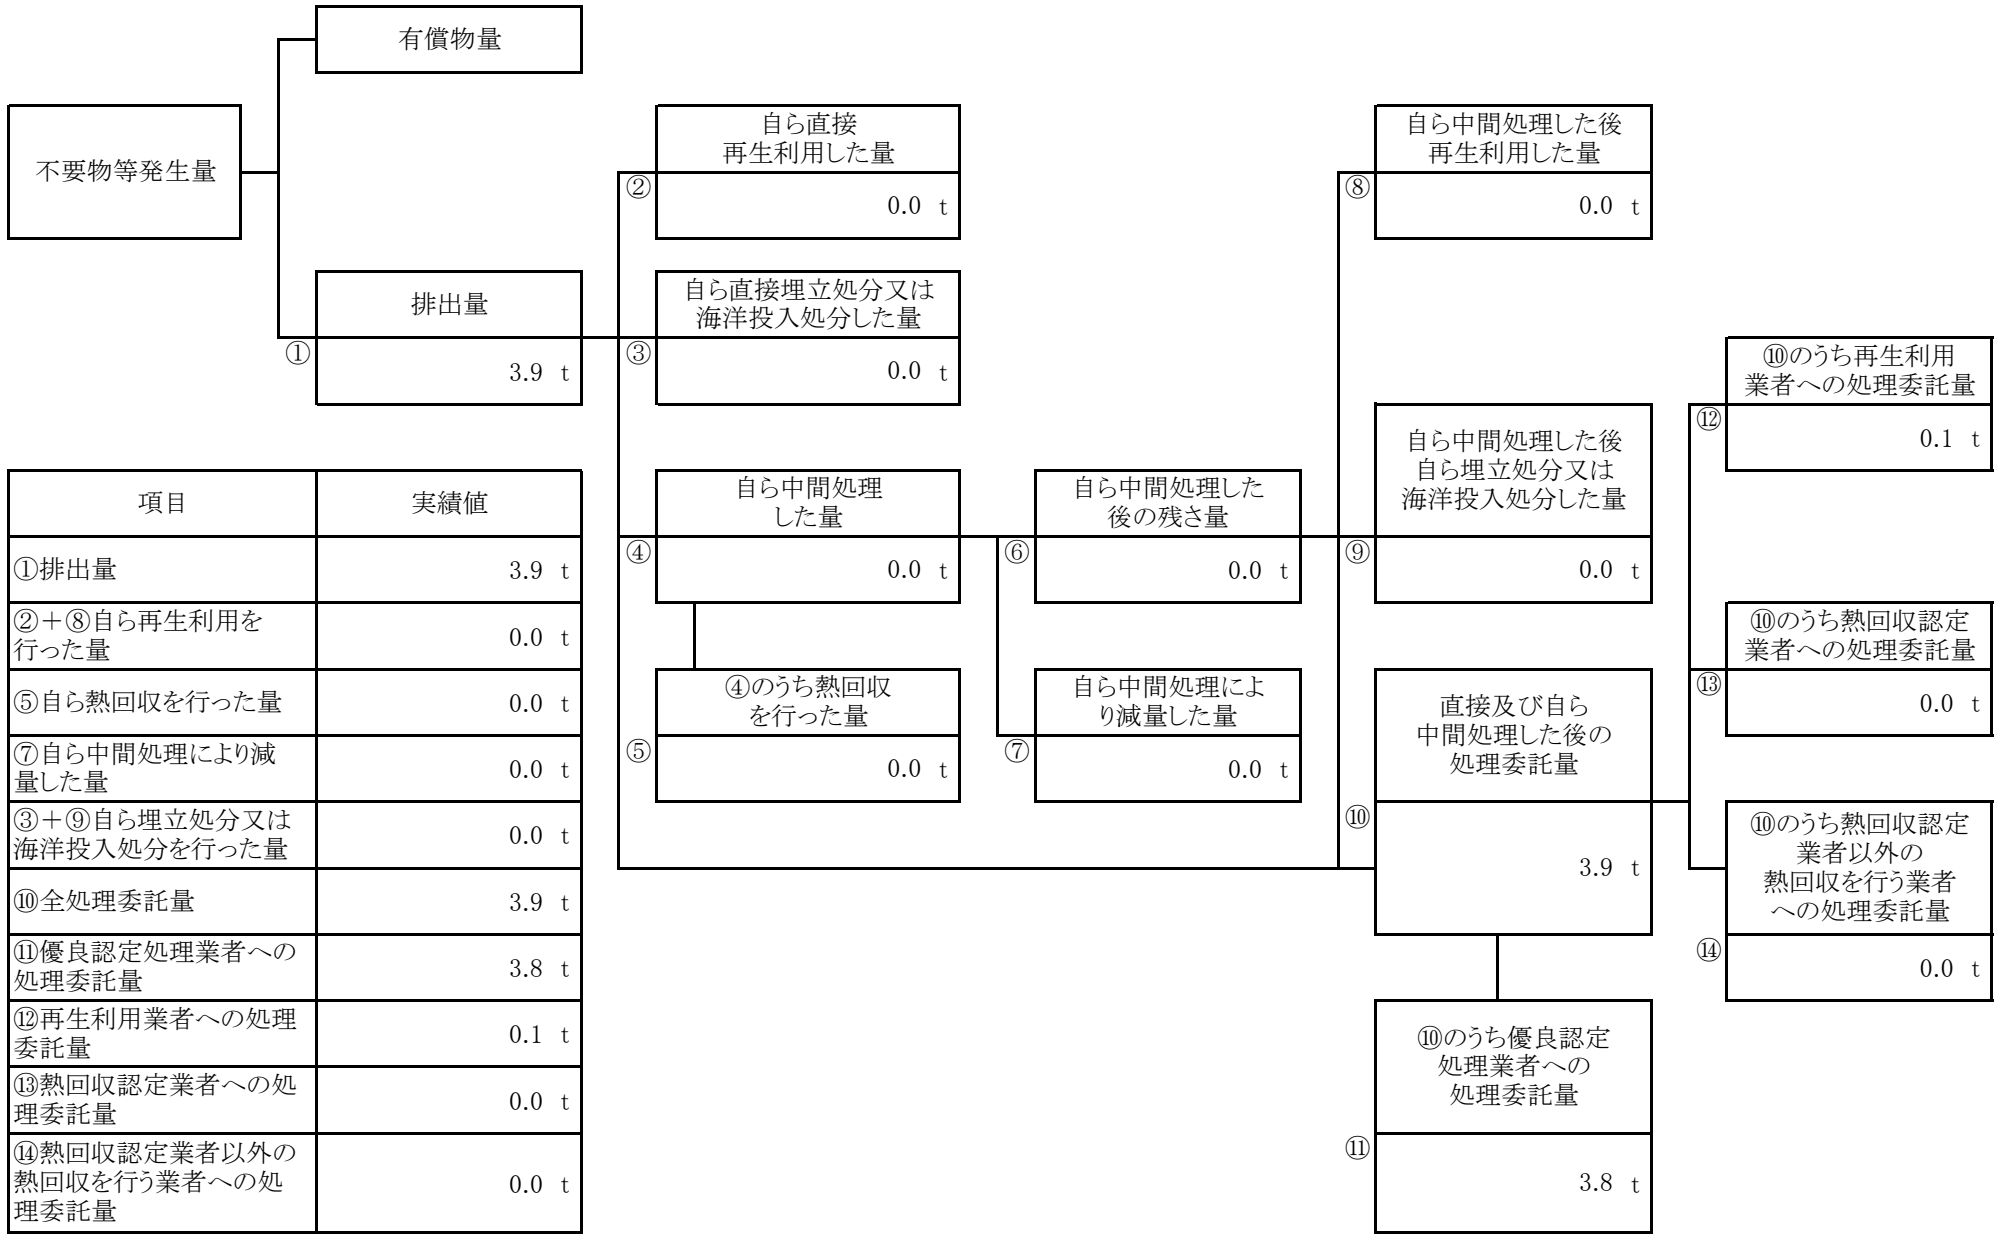 有償物量
不要物等発生量
排出量
①
3.9 t
自ら直接
再生利用した量
②
0.0 t
自ら直接埋立処分又は
海洋投入処分した量
③
0.0 t
自ら中間処理
した量
④
0.0 t
④のうち熱回収
を行った量
⑤
0.0 t
自ら中間処理した
後の残さ量
⑥
0.0 t
自ら中間処理によ
り減量した量
⑦
0.0 t
自ら中間処理した後
再生利用した量
⑧
0.0 t
自ら中間処理した後
自ら埋立処分又は
海洋投入処分した量
⑨
0.0 t
直接及び自ら
中間処理した後の
処理委託量
⑩
3.9 t
⑩のうち優良認定
処理業者への
処理委託量
⑪
3.8 t
⑩のうち再生利用
業者への処理委託量
⑫
0.1 t
⑩のうち熱回収認定
業者への処理委託量
⑬
0.0 t
⑩のうち熱回収認定
業者以外の
熱回収を行う業者
への処理委託量
⑭
0.0 t
項目 実績値
①排出量 3.9 t
②+⑧自ら再生利用を
行った量 0.0 t
⑤自ら熱回収を行った量 0.0 t
⑦自ら中間処理により減
量した量 0.0 t
③+⑨自ら埋立処分又は
海洋投入処分を行った量 0.0 t
⑩全処理委託量 3.9 t
⑪優良認定処理業者への
処理委託量 3.8 t
⑫再生利用業者への処理
委託量 0.1 t
⑬熱回収認定業者への処
理委託量 0.0 t
⑭熱回収認定業者以外の
熱回収を行う業者への処
理委託量 0.0 t